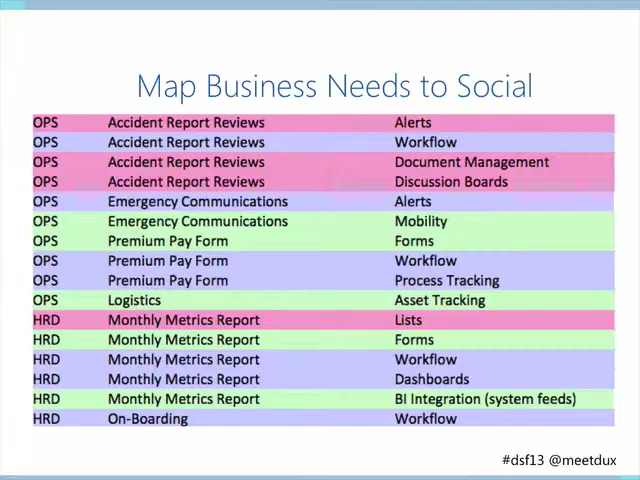 Map Business Needs to Social
OPS Accident Report Reviews Alerts
OPS Accident Report Reviews Workflow
OPS Accident Report Reviews Document Management
OPS Accident Report Reviews Discussion Boards
OPS Emergency Communications Alerts
OPS Emergency Communications Mobility
OPS Premium Pay Form Forms
OPS Premium Pay Form Workflow
OPS Premium Pay Form Process Tracking
OPS Logistics Asset Tracking
HRD Monthly Metrics Report Lists
HRD Monthly Metrics Report Forms
HRD Monthly Metrics Report Workflow
HRD Monthly Metrics Report Dashboards
HRD Monthly Metrics Report BI Integration (system feeds)
HRD On-Boarding Workflow
#dsf13 @meetdux